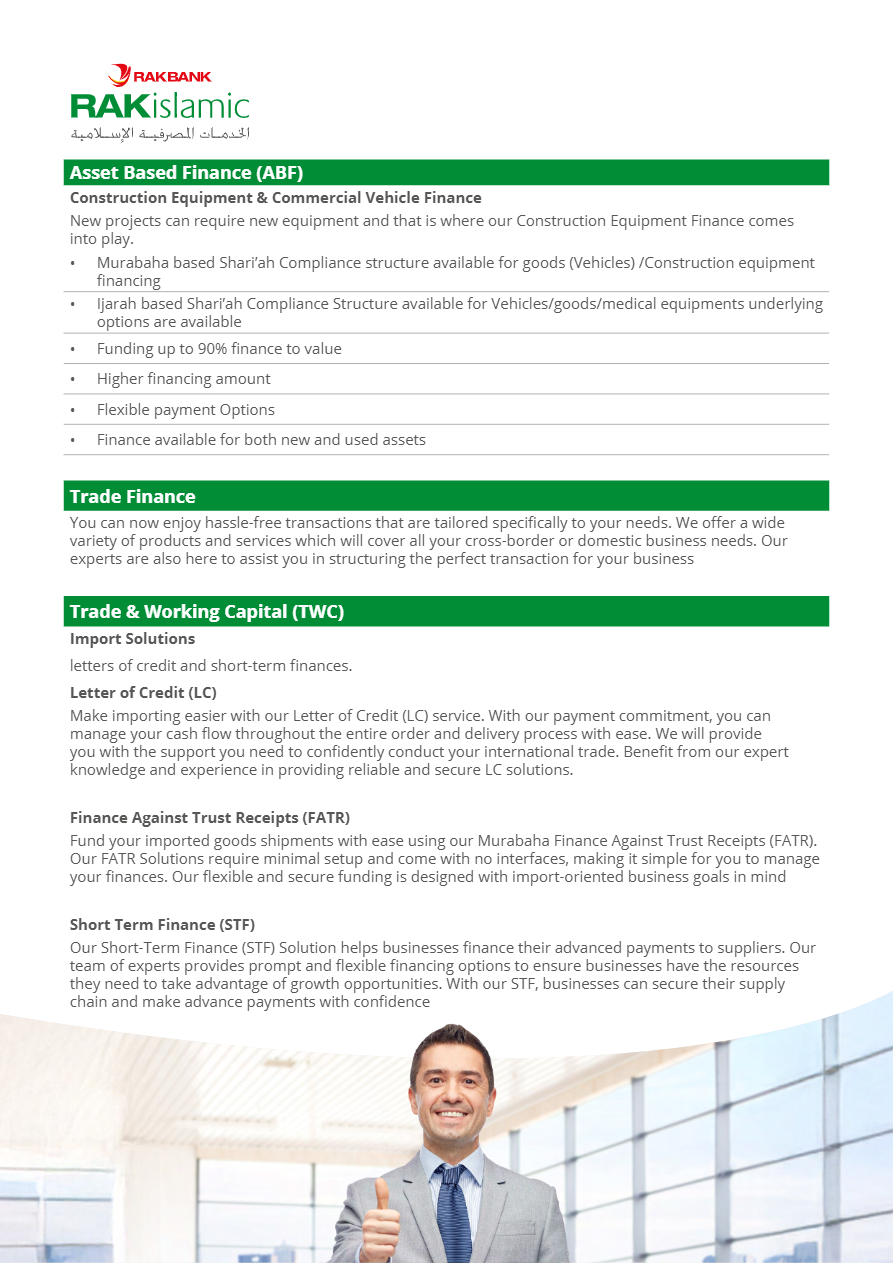 RAKBANK
RAKislamic
الخدمات المصرفية الإسلامية
Asset Based Finance (ABF)
Construction Equipment & Commercial Vehicle Finance
New projects can require new equipment and that is where our Construction Equipment Finance comes
into play.
• Murabaha based Shari’ah Compliance structure available for goods (Vehicles) /Construction equipment
financing
• Ijarah based Shari’ah Compliance Structure available for Vehicles/goods/medical equipments underlying
options are available
• Funding up to 90% finance to value
• Higher financing amount
• Flexible payment Options
• Finance available for both new and used assets
Trade Finance
You can now enjoy hassle-free transactions that are tailored specifically to your needs. We offer a wide
variety of products and services which will cover all your cross-border or domestic business needs. Our
experts are also here to assist you in structuring the perfect transaction for your business
Trade & Working Capital (TWC)
Import Solutions
letters of credit and short-term finances.
Letter of Credit (LC)
Make importing easier with our Letter of Credit (LC) service. With our payment commitment, you can
manage your cash flow throughout the entire order and delivery process with ease. We will provide
you with the support you need to confidently conduct your international trade. Benefit from our expert
knowledge and experience in providing reliable and secure LC solutions.
Finance Against Trust Receipts (FATR)
Fund your imported goods shipments with ease using our Murabaha Finance Against Trust Receipts (FATR).
Our FATR Solutions require minimal setup and come with no interfaces, making it simple for you to manage
your finances. Our flexible and secure funding is designed with import-oriented business goals in mind
Short Term Finance (STF)
Our Short-Term Finance (STF) Solution helps businesses finance their advanced payments to suppliers. Our
team of experts provides prompt and flexible financing options to ensure businesses have the resources
they need to take advantage of growth opportunities. With our STF, businesses can secure their supply
chain and make advance payments with confidence